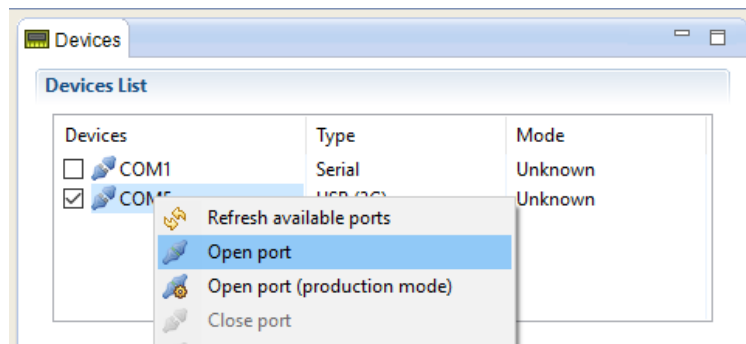 Devices
Devices List
Devices Type Mode
COM1 Serial Unknown
Unknown
Refresh available ports
Open port
Open port (production mode)
Close port